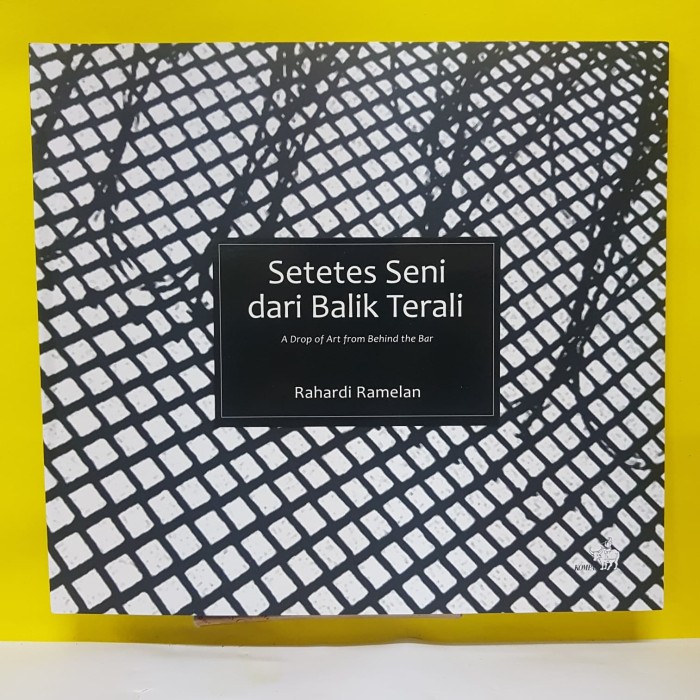 Setetes Seni
dari Balik Terali
A Drop of Art from Behind the Bar
Rahardi Ramelan